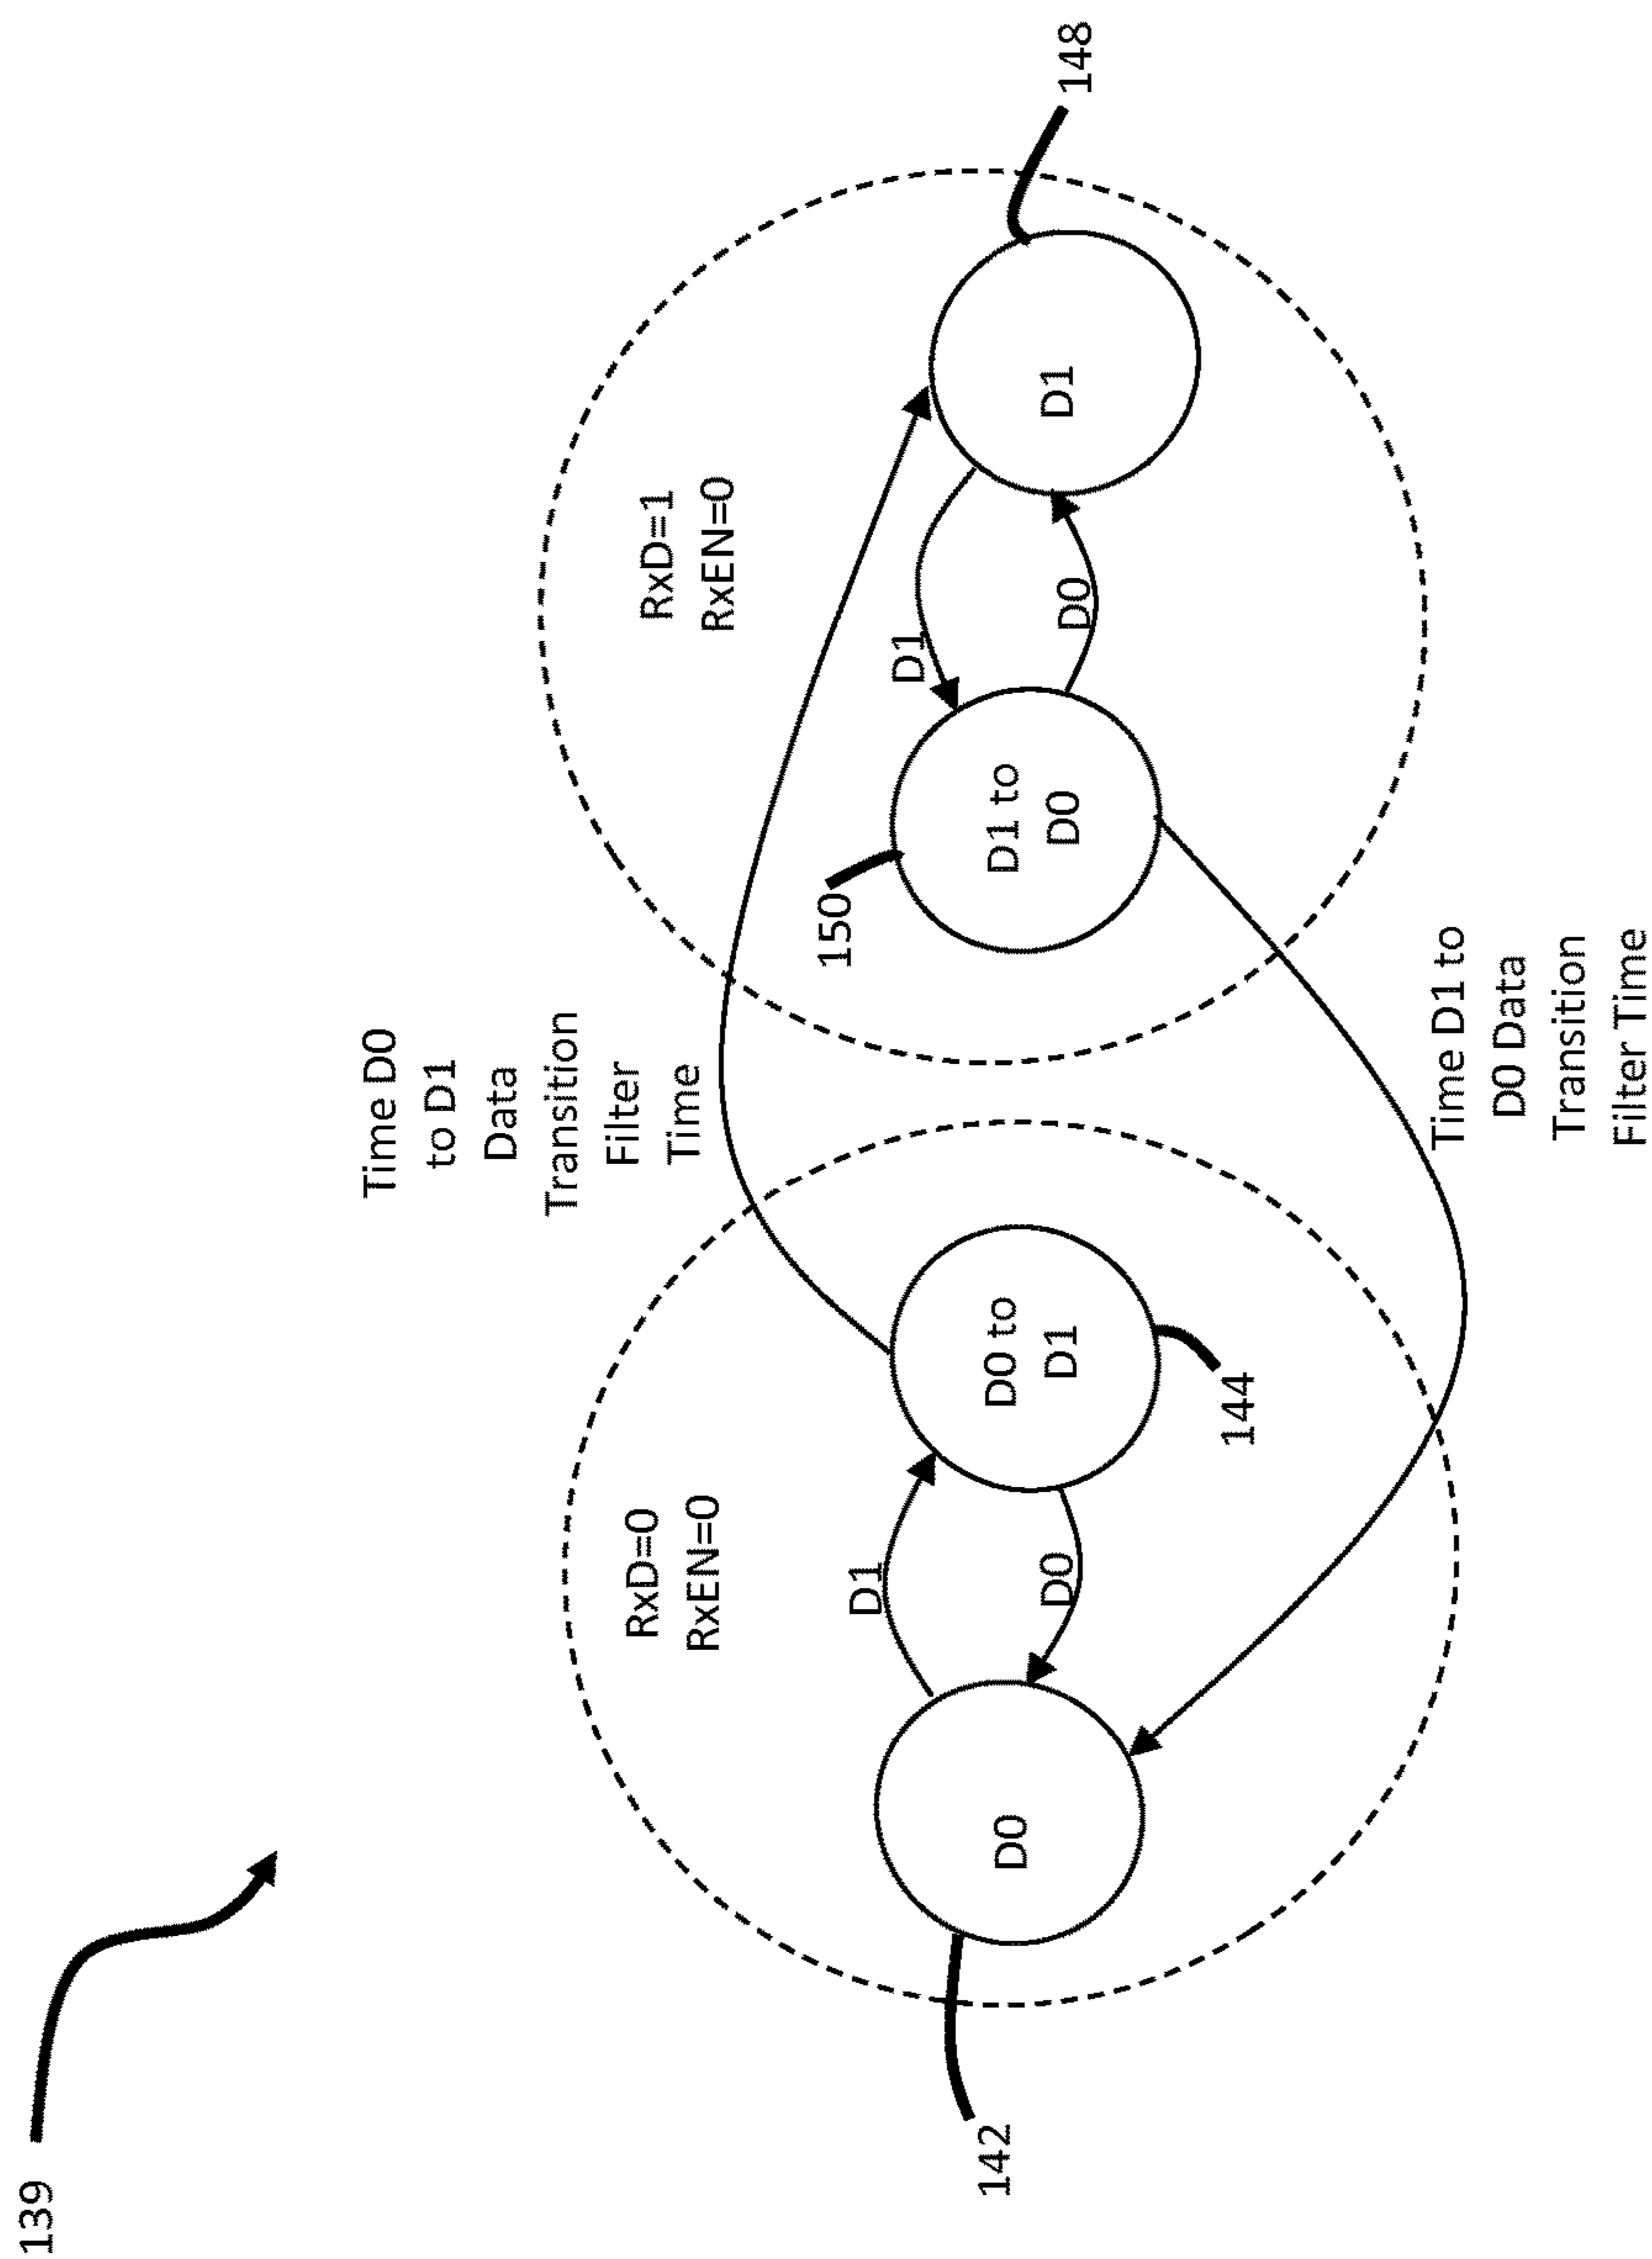 139
Time D0
to D1
Data
Transition
Filter
Time
RxD=0
RxEN=0
RxD=1
RxEN=0
D1
D1
150
142
D0
D0
D0 to
D1
D1 to
D0
D0
D1
148
144
Time D1 to
D0 Data
Transition
Filter Time